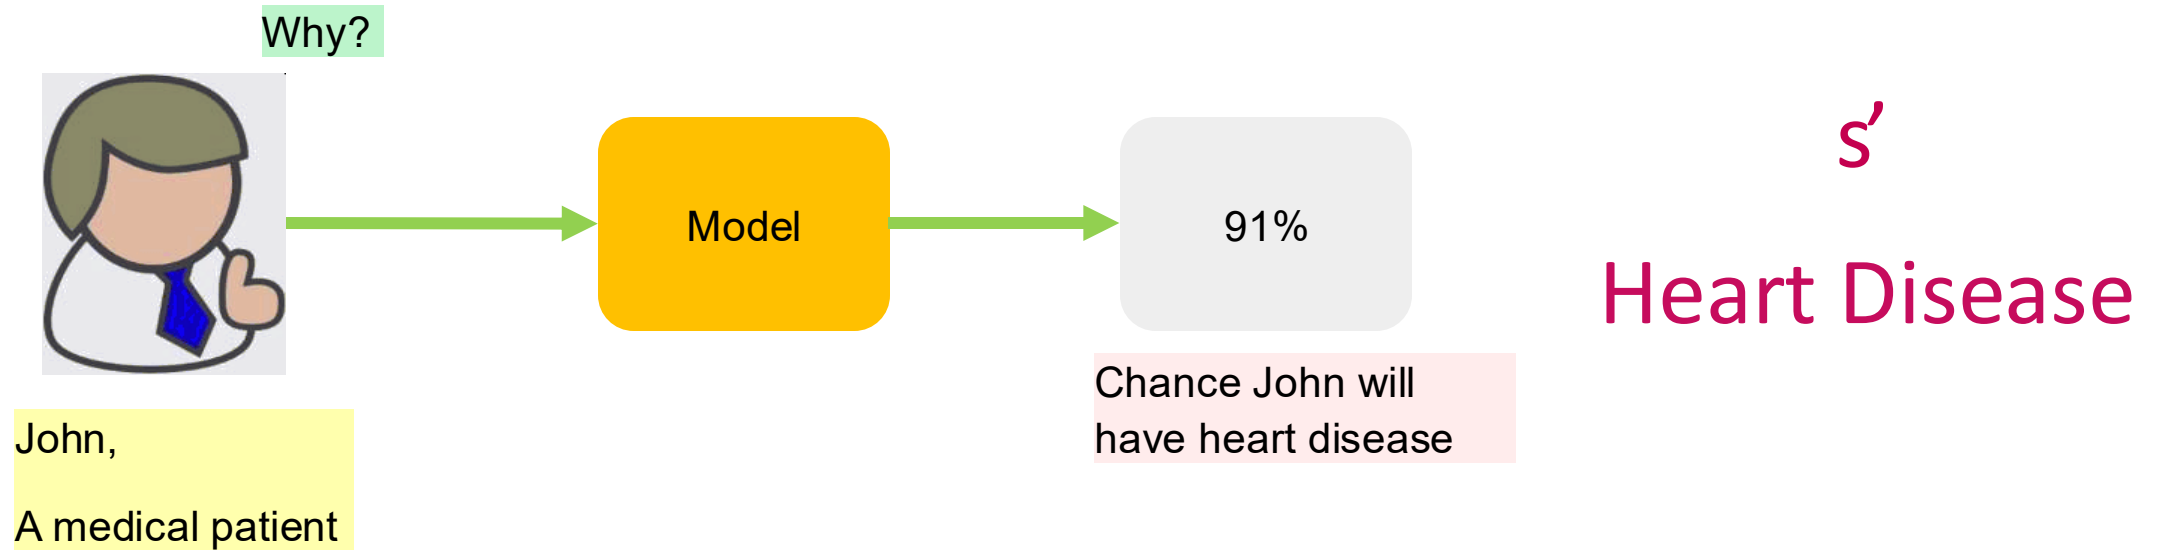 Why?
John,
A medical patient
Model
91%
Chance John will
have heart disease
s’
Heart Disease